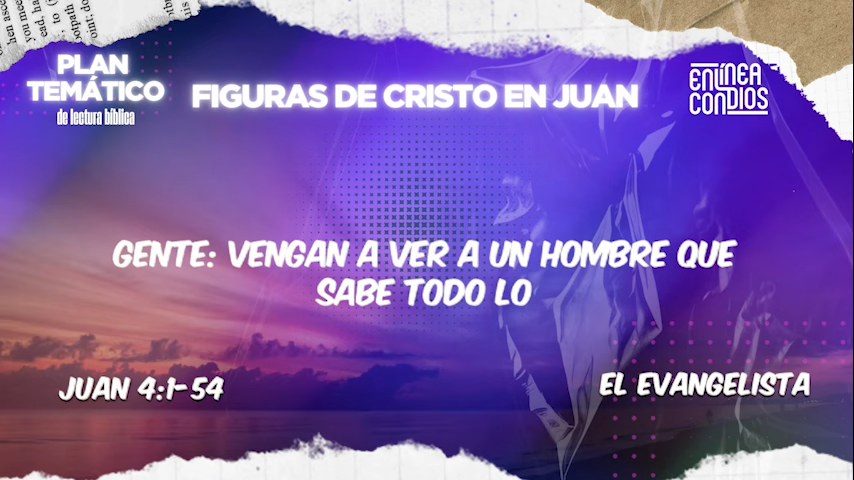 PLAN
TEMÁTICO
de lectura bíblica
FIGURAS DE CRISTO EN JUAN
ENLÍNEA
CONDIOS
GENTE: VENGAN A VER A UN HOMBRE QUE
SABE TODO LO
JUAN 4:1-54
EL EVANGELISTA